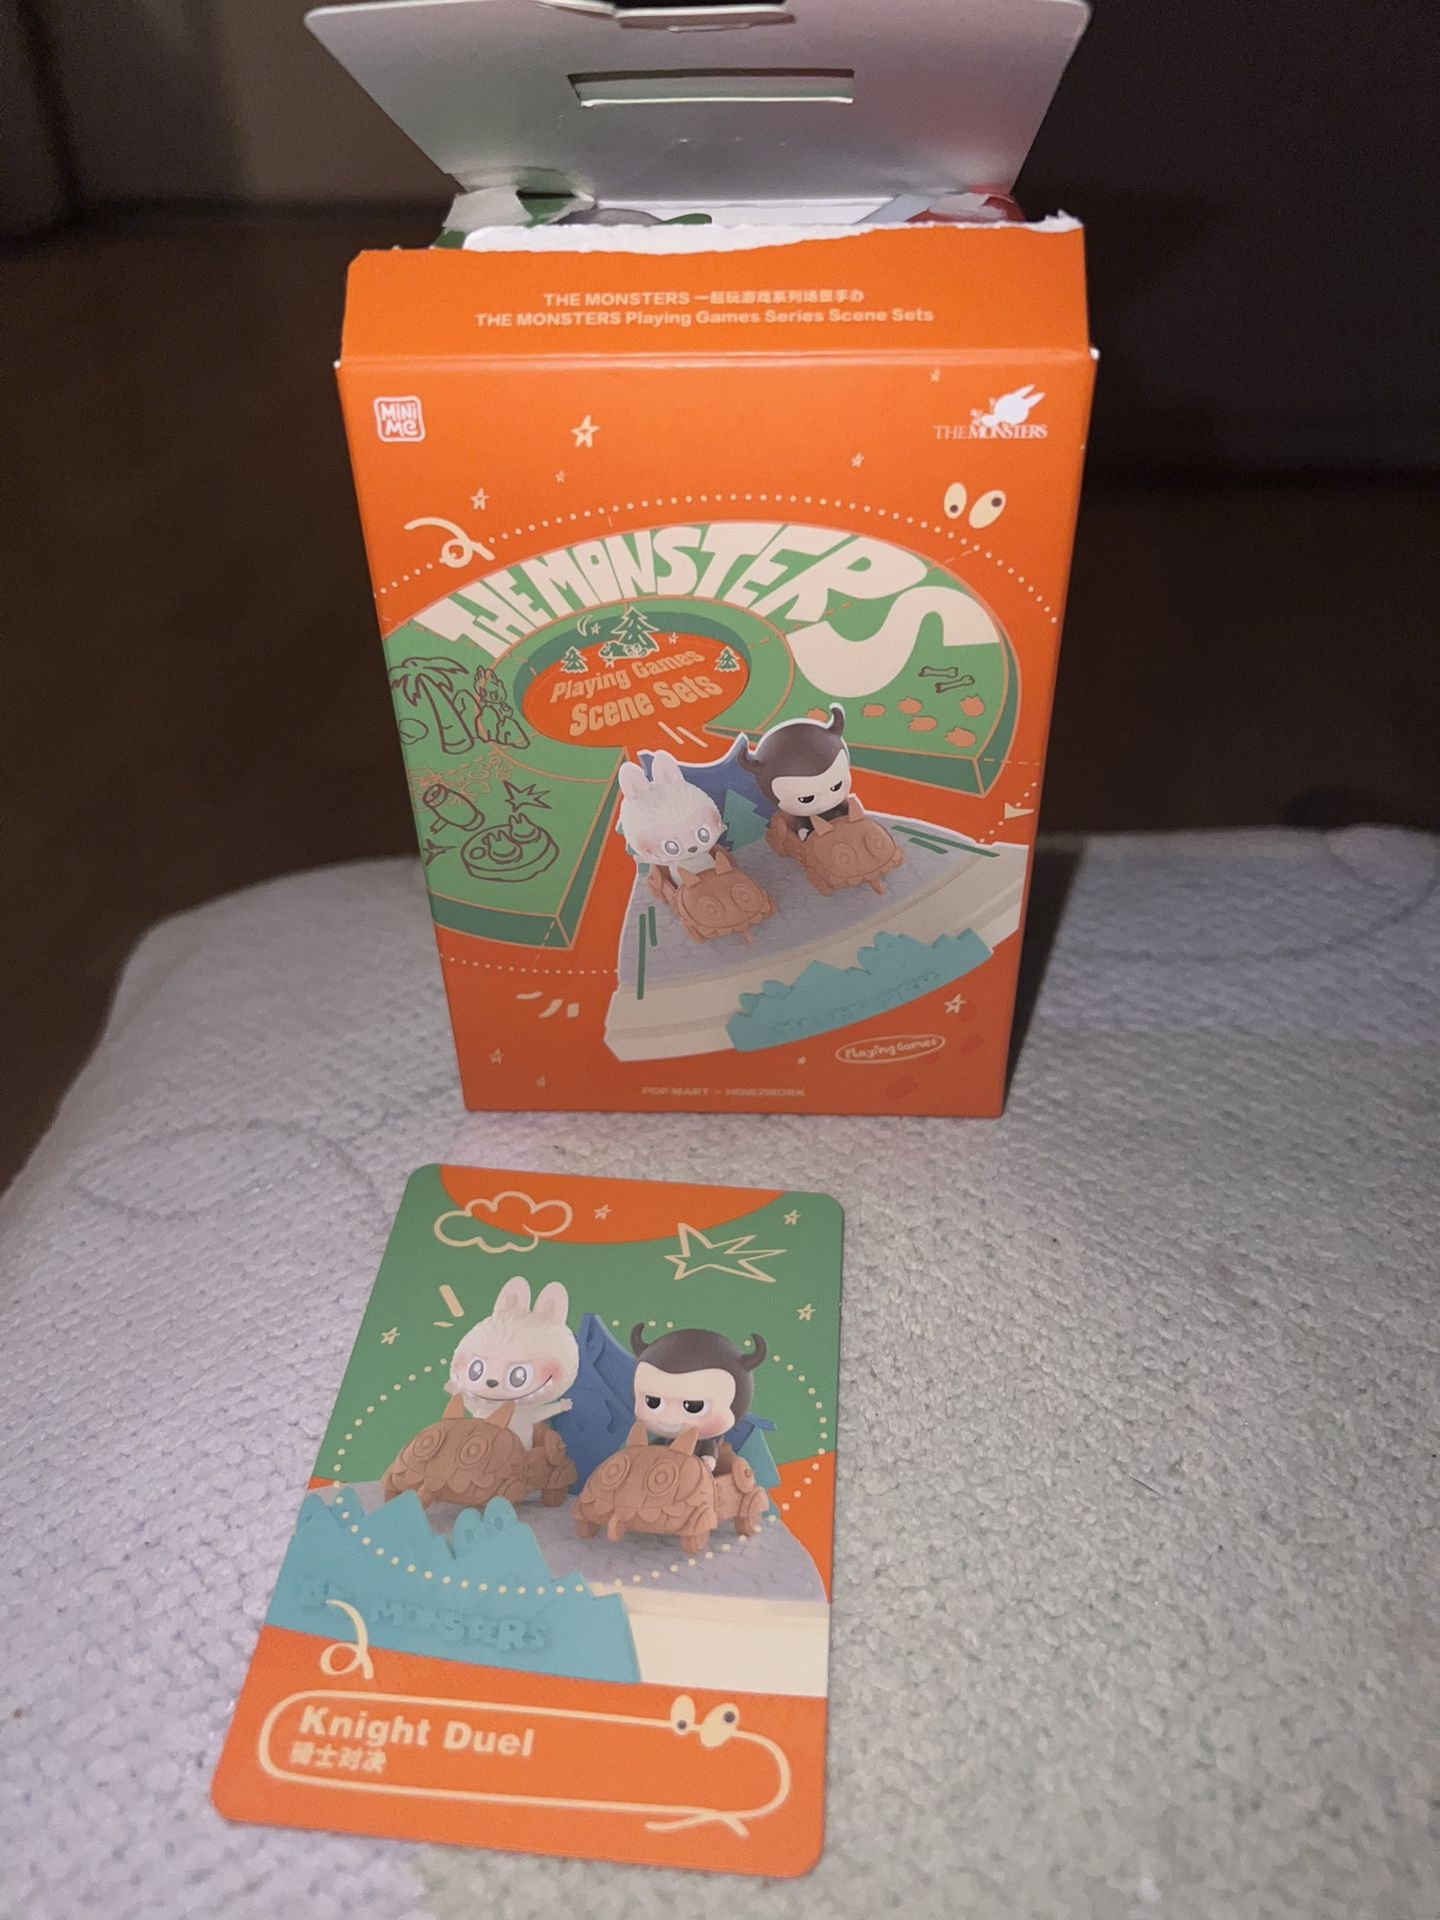 THE MONSTERS 一起玩游戏系列场景手办
THE MONSTERS Playing Games Series Scene Sets
MiNi
Me
THE MONSTERS
THE MONSTERS
Playing Games
Scene Sets
Playing Games
POP MART × HOW2WORK
MONSTERS
Knight Duel
骑士对决